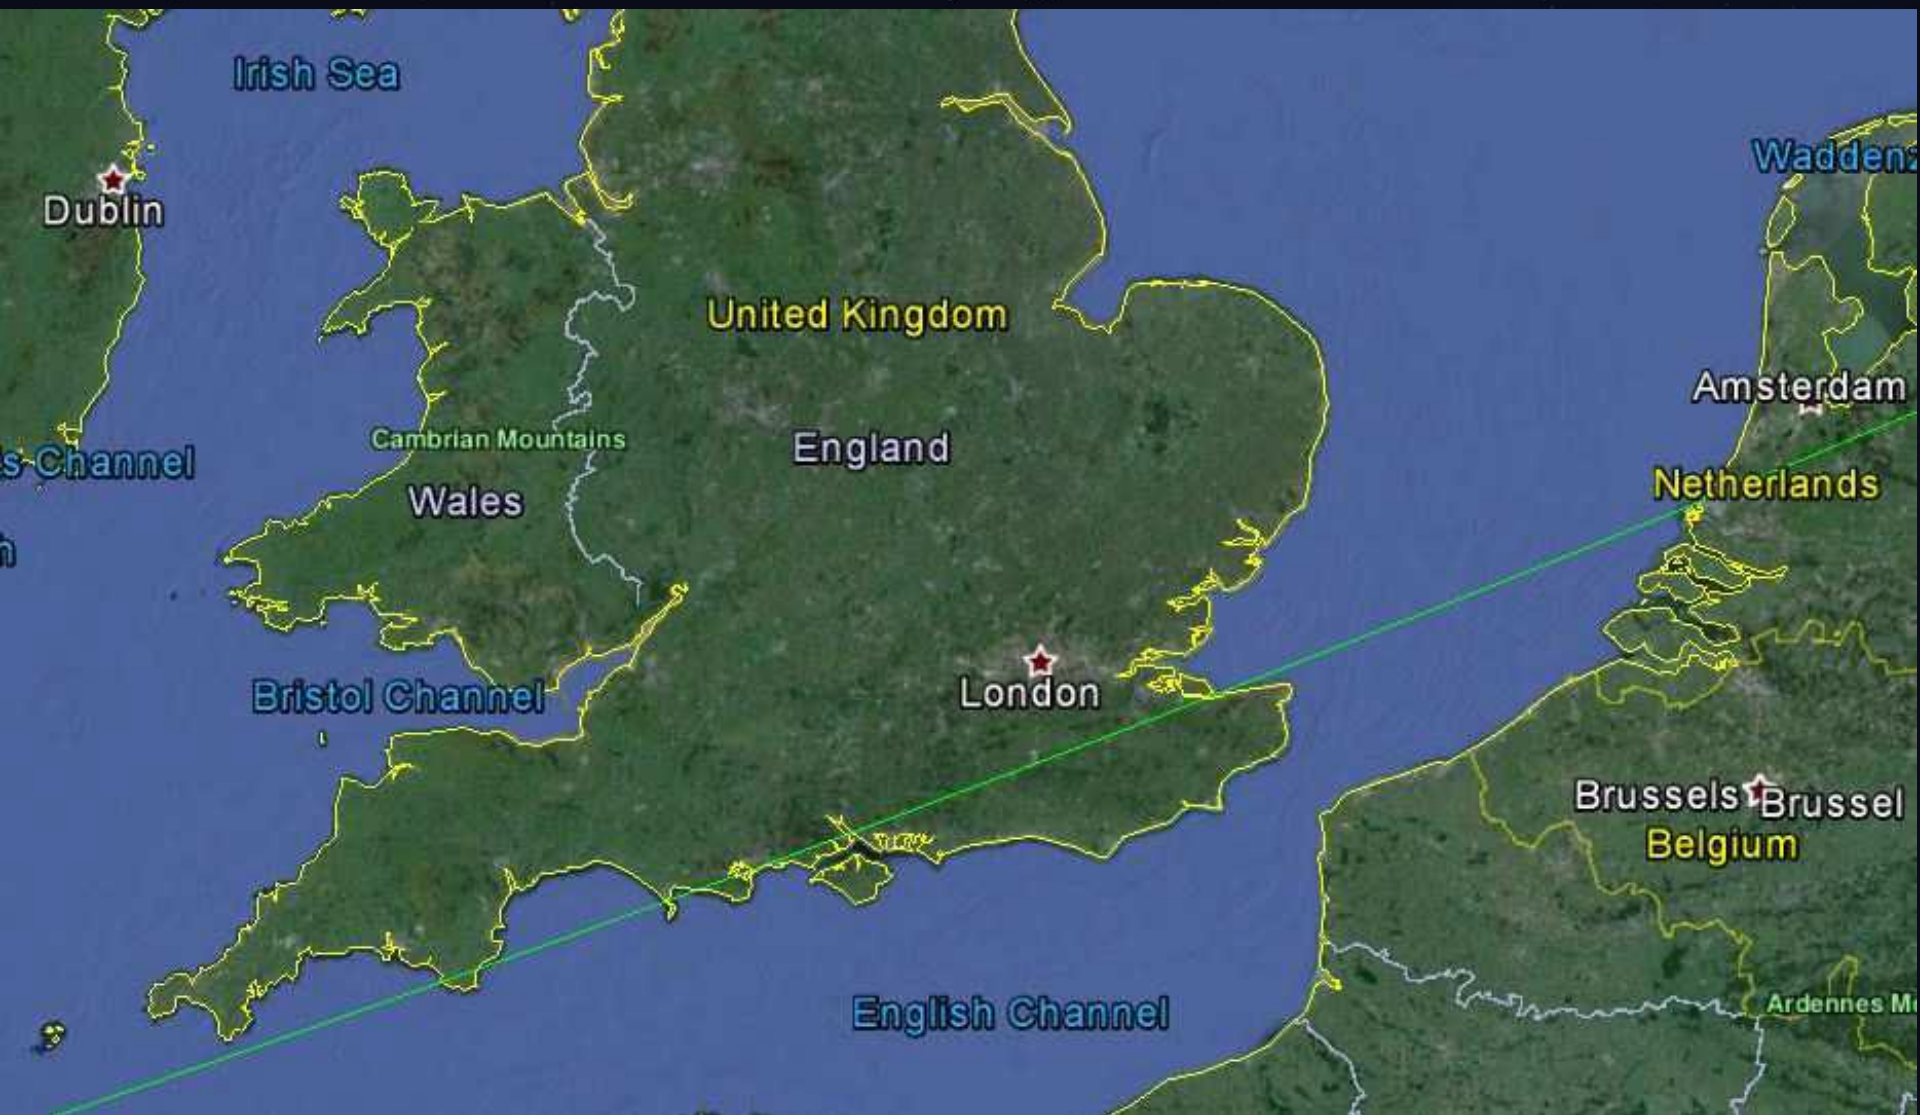 Irish Sea
Waddenz
Dublin
United Kingdom
Amsterdam
Cambrian Mountains
England
s Channel
Netherlands
Wales
h
London
Bristol Channel
Brussels Brussel
Belgium
Ardennes M
English Channel